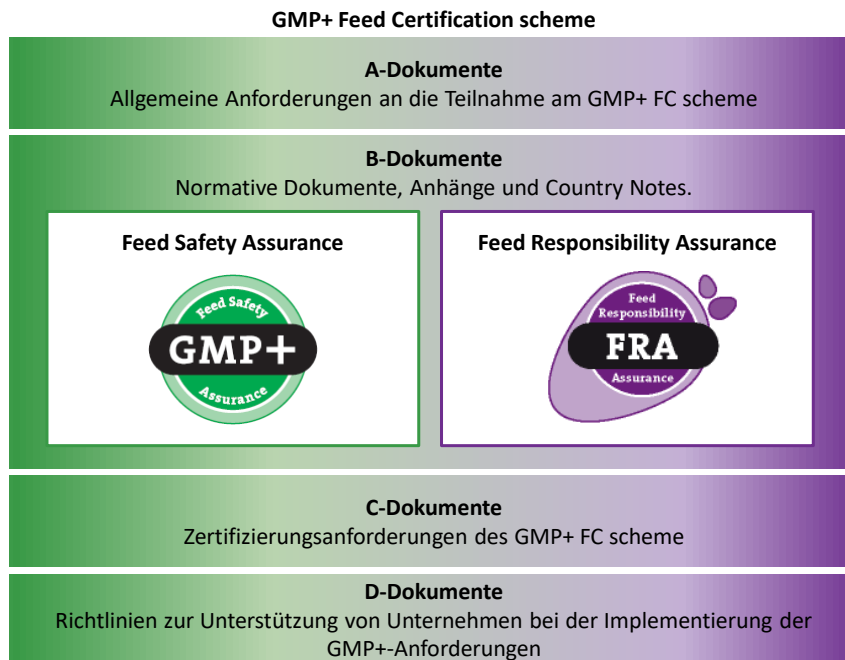 GMP+ Feed Certification scheme
A-Dokumente
Allgemeine Anforderungen an die Teilnahme am GMP+ FC scheme
B-Dokumente
Normative Dokumente, Anhänge und Country Notes.
Feed Safety Assurance
Feed Safety
GMP+
Assurance
Feed Responsibility Assurance
Feed
Responsibility
FRA
Assurance
C-Dokumente
Zertifizierungsanforderungen des GMP+ FC scheme
D-Dokumente
Richtlinien zur Unterstützung von Unternehmen bei der Implementierung der
GMP+-Anforderungen